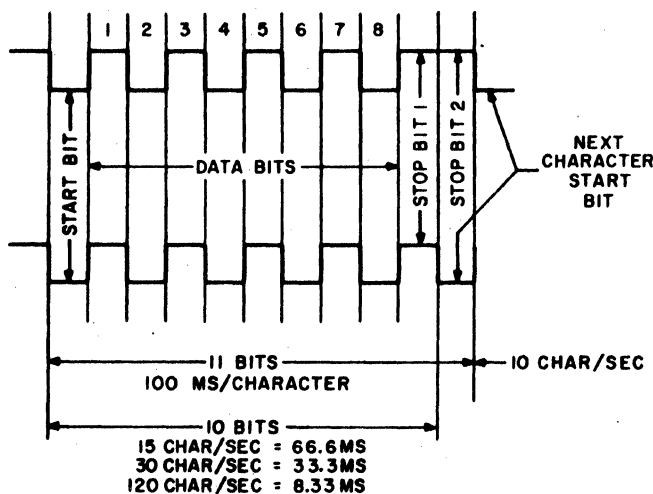 1 2 3 4 5 6 7 8
START BIT
DATA BITS
STOP BIT 1
STOP BIT 2
NEXT
CHARACTER
START
BIT
11 BITS
100 MS/CHARACTER
10 CHAR/SEC
10 BITS
15 CHAR/SEC = 66.6MS
30 CHAR/SEC = 33.3MS
120 CHAR/SEC = 8.33MS